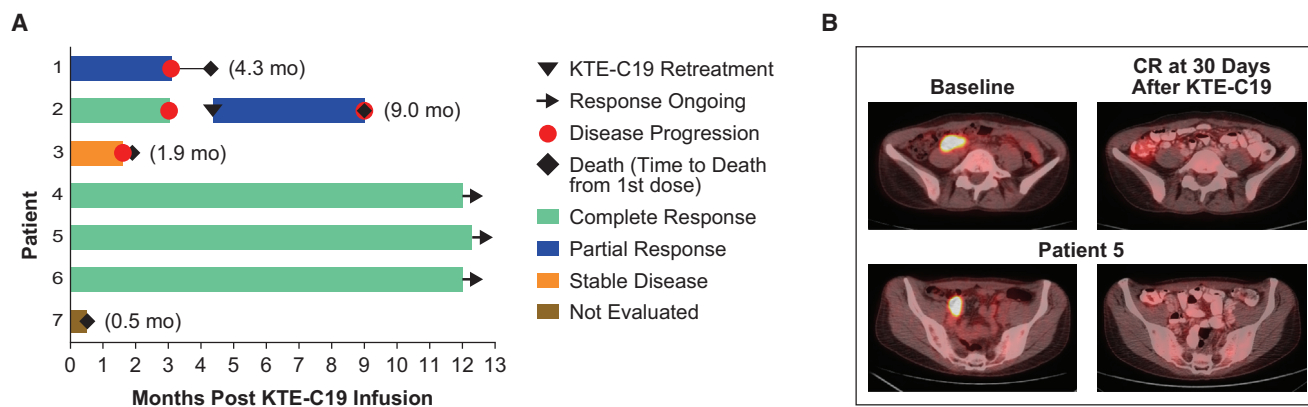 A
Patient
1
(4.3 mo)
2
(9.0 mo)
3
(1.9 mo)
4
5
6
7
(0.5 mo)
0 1 2 3 4 5 6 7 8 9 10 11 12 13
Months Post KTE-C19 Infusion
KTE-C19 Retreatment
Response Ongoing
Disease Progression
Death (Time to Death
from 1st dose)
Complete Response
Partial Response
Stable Disease
Not Evaluated
B
Baseline
CR at 30 Days
After KTE-C19
Patient 5